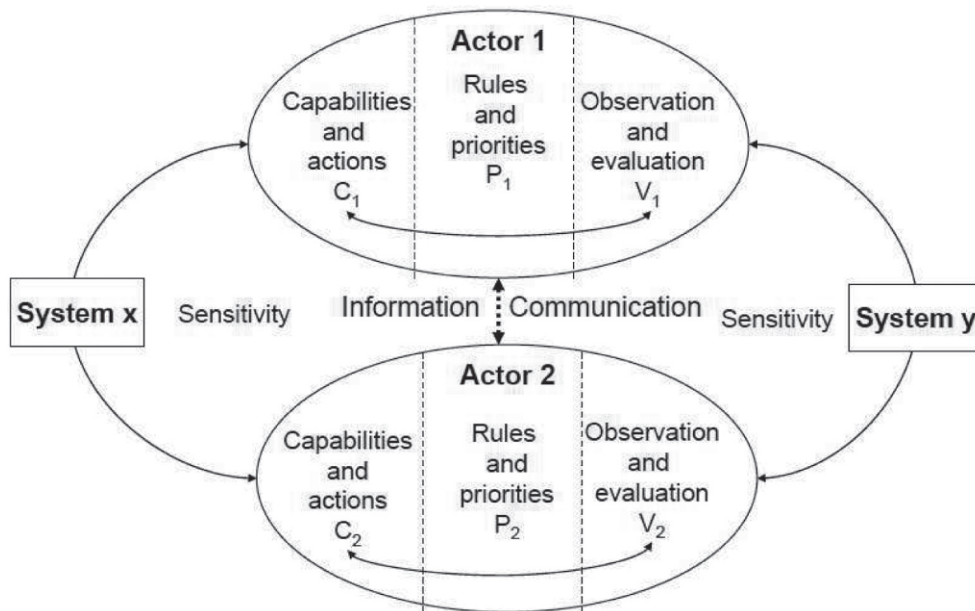 Actor 1
Capabilities
and
actions
C₁
Rules
and
priorities
P₁
Observation
and
evaluation
V₁
System x
Sensitivity
Information
Communication
Sensitivity
System y
Actor 2
Capabilities
and
actions
C₂
Rules
and
priorities
P₂
Observation
and
evaluation
V₂